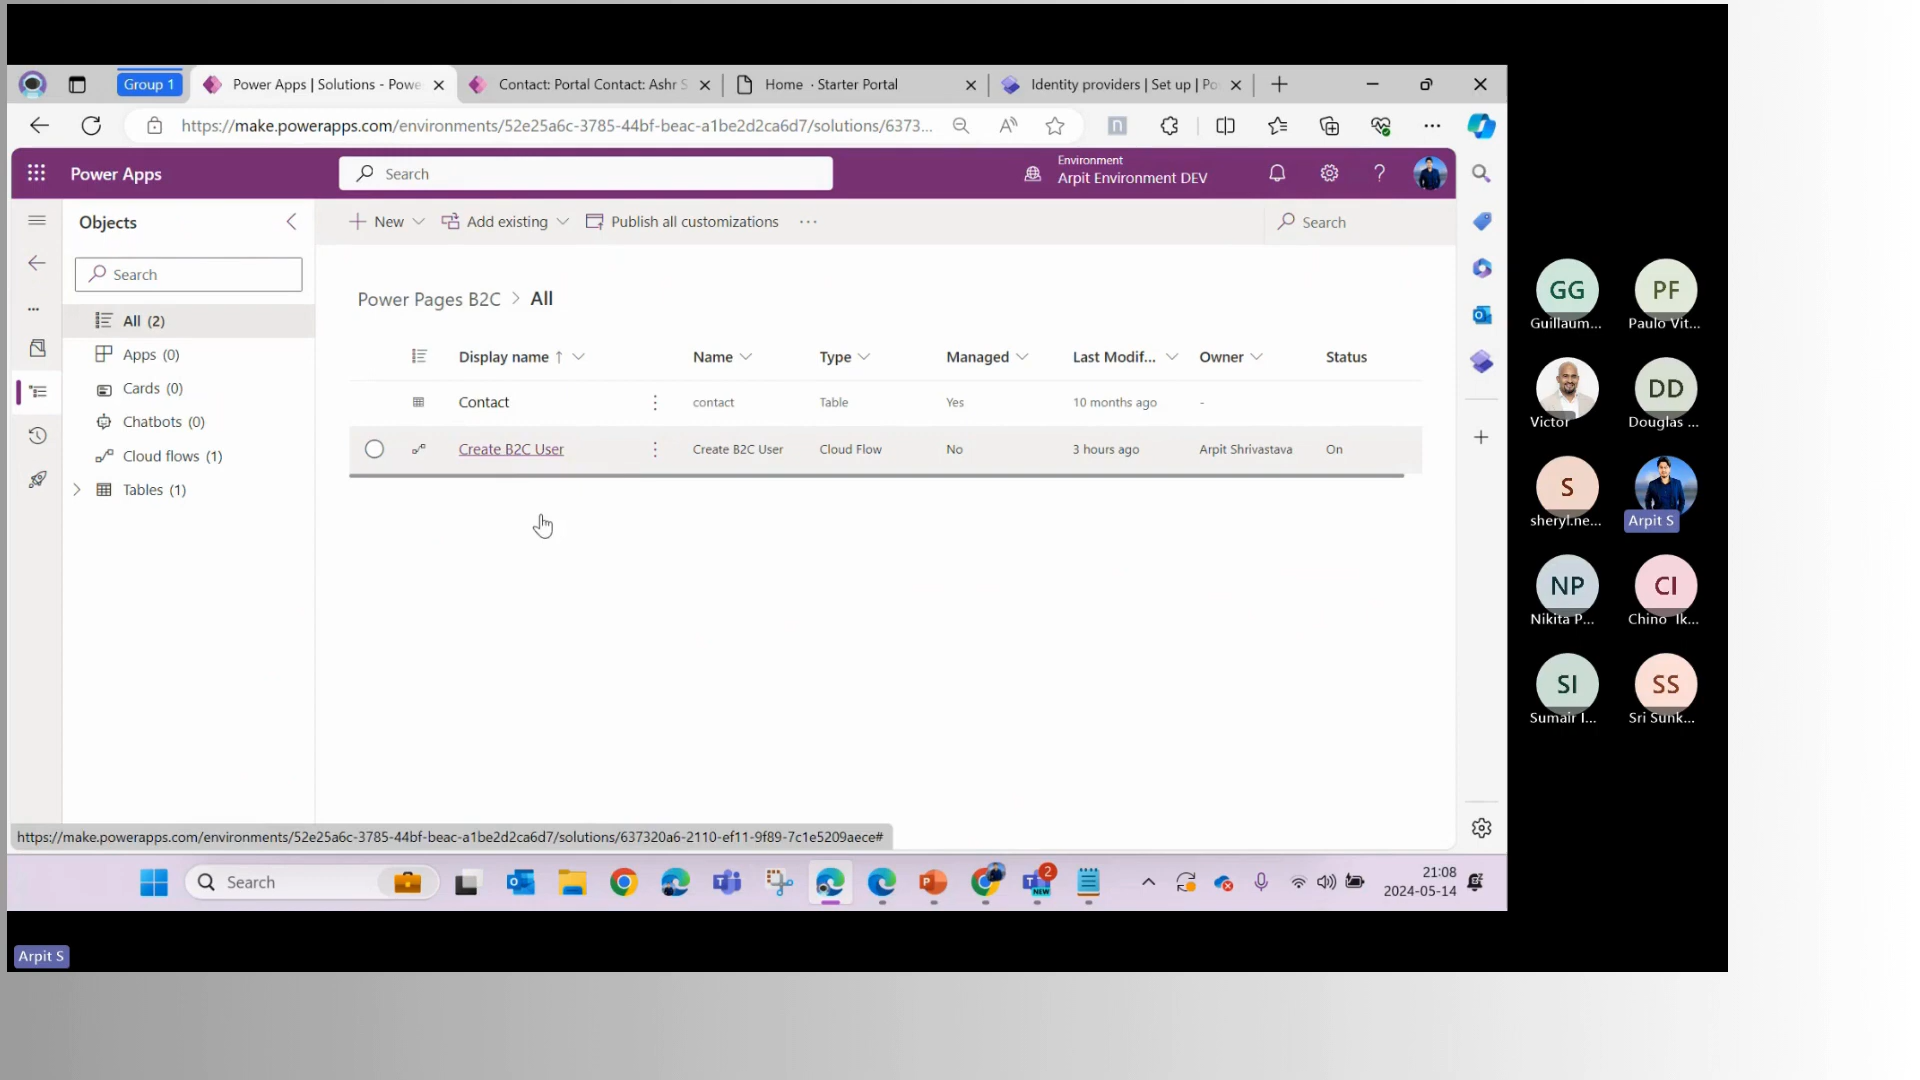 Group 1
Power Apps | Solutions - Powe
Contact: Portal Contact: Ashr S
Home · Starter Portal
Identity providers | Set up | Po
https://make.powerapps.com/environments/52e25a6c-3785-44bf-beac-a1be2d2ca6d7/solutions/6373...
Power Apps
Search
Environment
Arpit Environment DEV
Objects
New
Add existing
Publish all customizations
Search
Search
Power Pages B2C > All
All (2)
Apps (0)
Cards (0)
Chatbots (0)
Cloud flows (1)
Tables (1)
Display name ↑
Name
Type
Managed
Last Modif...
Owner
Status
Contact
contact
Table
Yes
10 months ago
-
Create B2C User
Create B2C User
Cloud Flow
No
3 hours ago
Arpit Shrivastava
On
GG
Guillaum...
PF
Paulo Vit...
Victor
DD
Douglas ...
S
sheryl.ne...
Arpit S
NP
Nikita P...
CI
Chino Ik...
SI
Sumair I...
SS
Sri Sunk...
https://make.powerapps.com/environments/52e25a6c-3785-44bf-beac-a1be2d2ca6d7/solutions/637320a6-2110-ef11-9f89-7c1e5209aece#
Search
2
NEW
21:08
2024-05-14
Arpit S